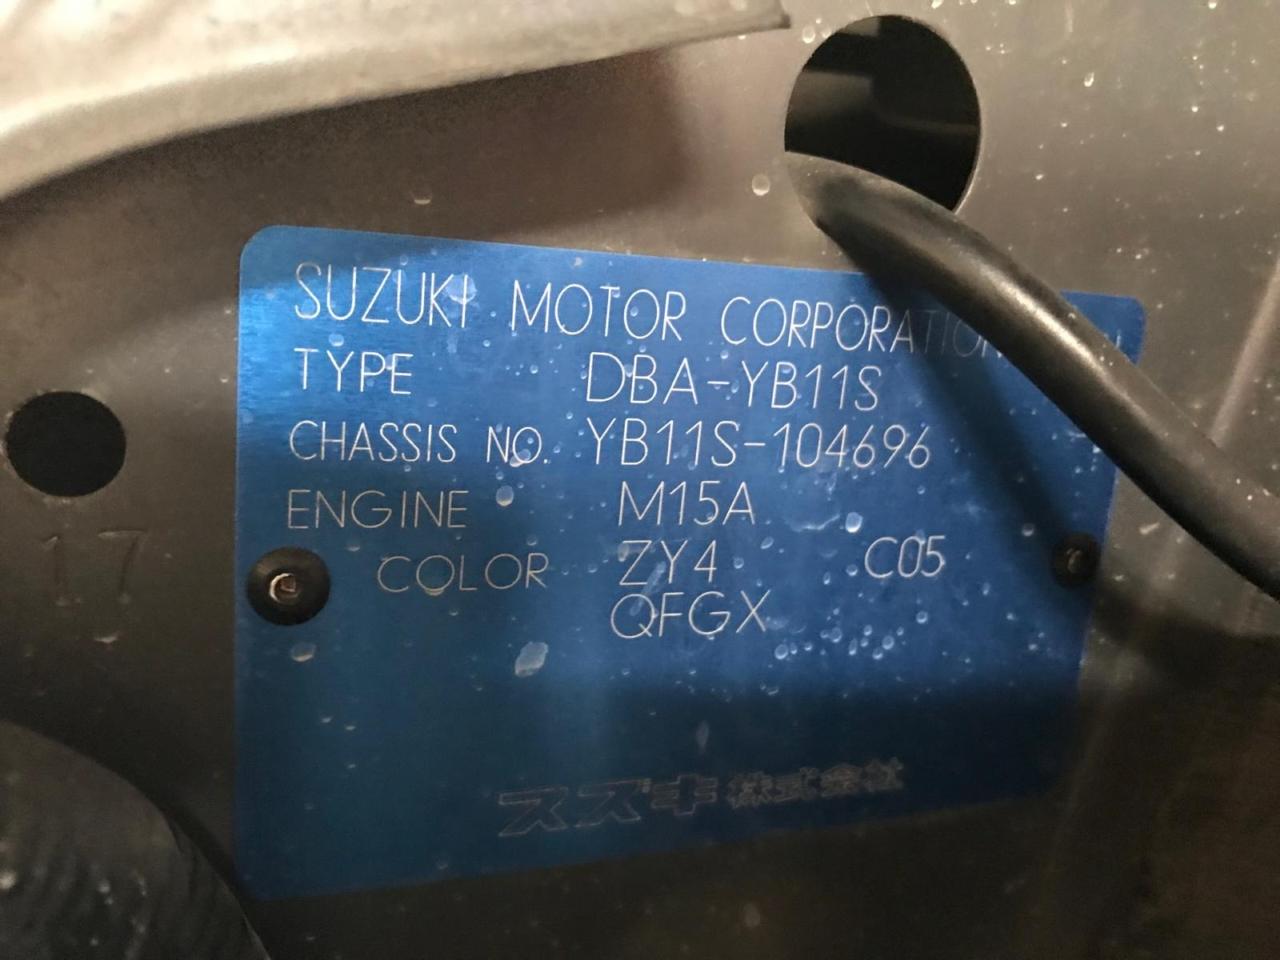 SUZUKI MOTOR CORPORATION
TYPE DBA-YB11S
CHASSIS NO. YB11S-104696
ENGINE M15A
COLOR ZY4 C05
QFGX
スズキ株式会社
17